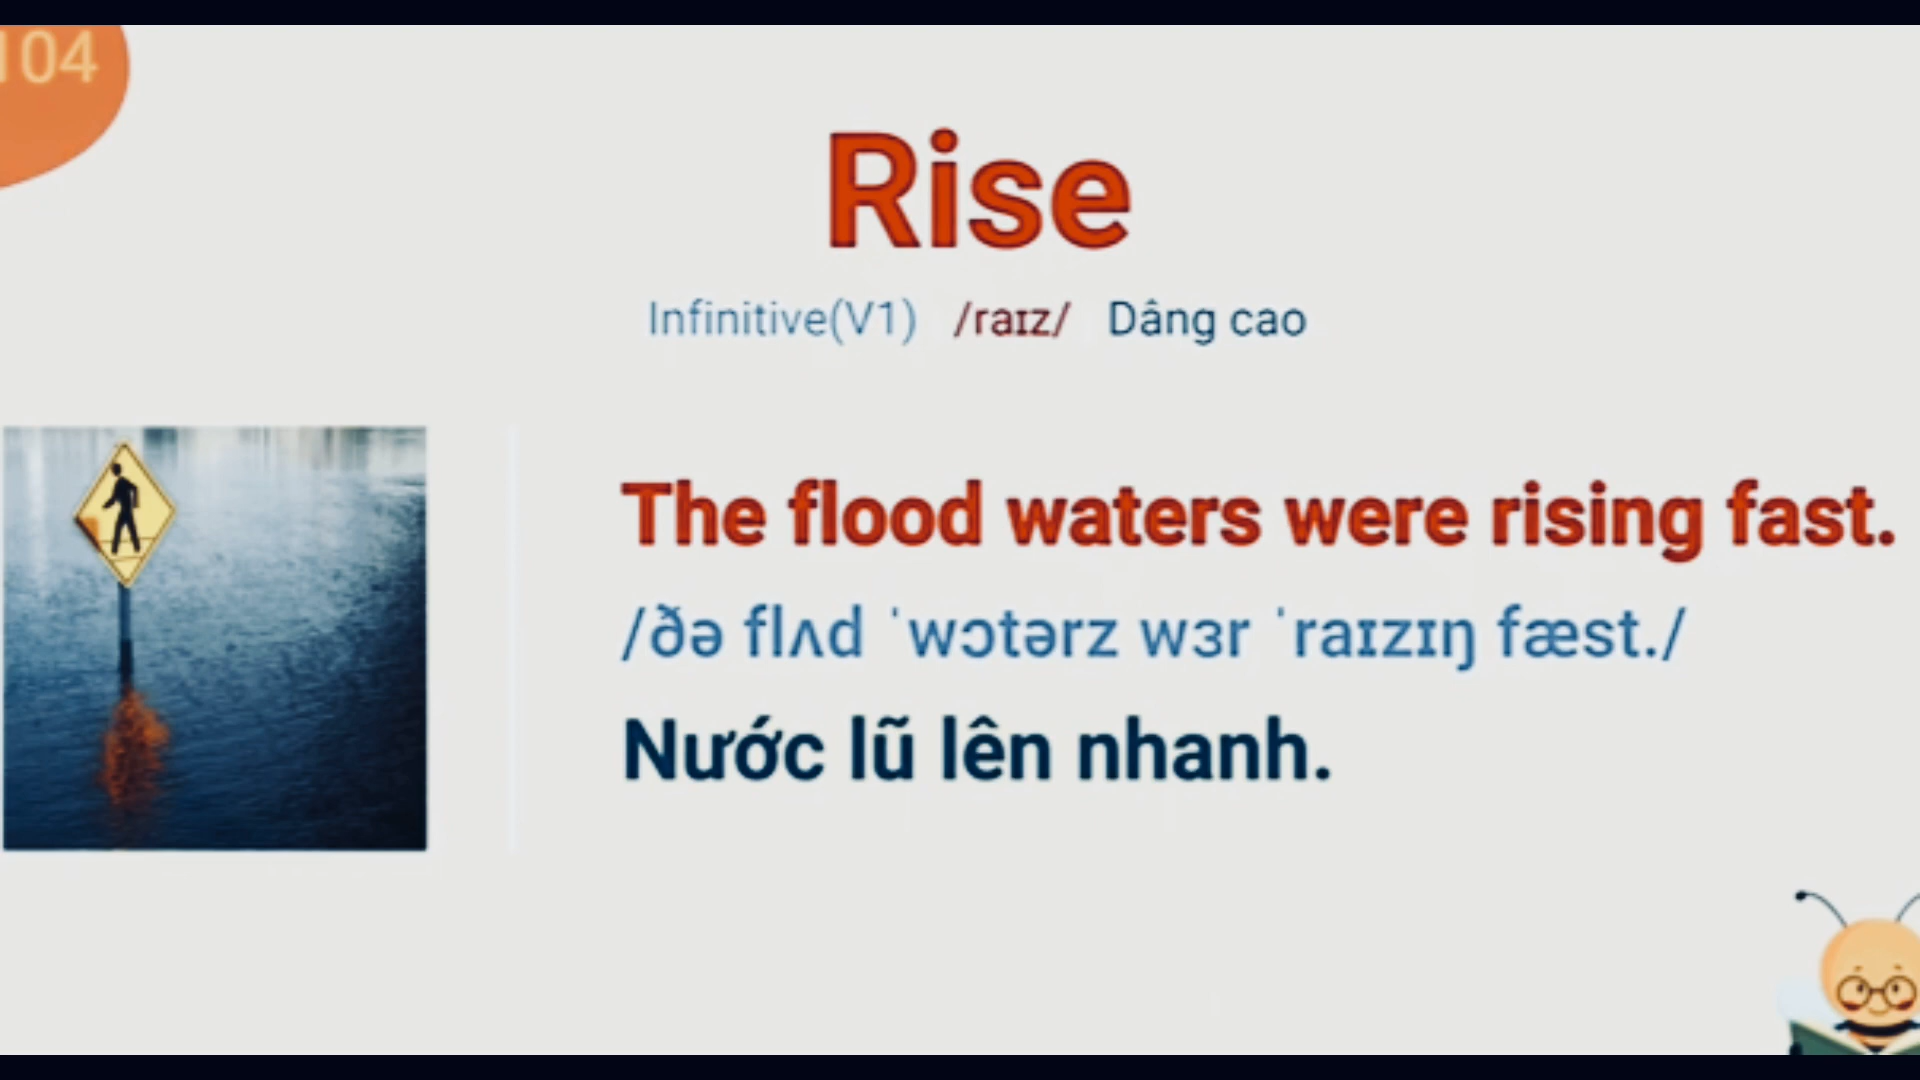 104
Rise
Infinitive(V1) /raɪz/ Dâng cao
The flood waters were rising fast.
/ðə flʌd ˈwɔtərz wɜr ˈraɪzɪŋ fæst./
Nước lũ lên nhanh.